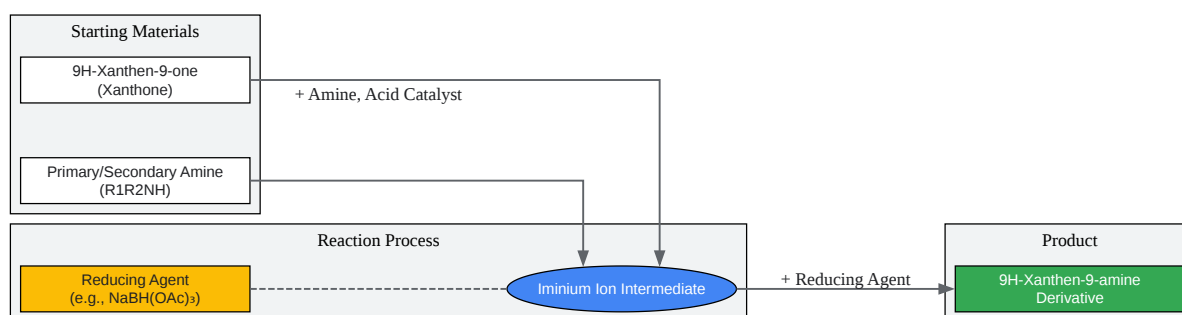 Starting Materials
9H-Xanthen-9-one
(Xanthone)
+ Amine, Acid Catalyst
Primary/Secondary Amine
(R1R2NH)
Reaction Process
Product
Reducing Agent
(e.g., NaBH(OAc)₃)
Iminium Ion Intermediate
+ Reducing Agent
9H-Xanthen-9-amine
Derivative